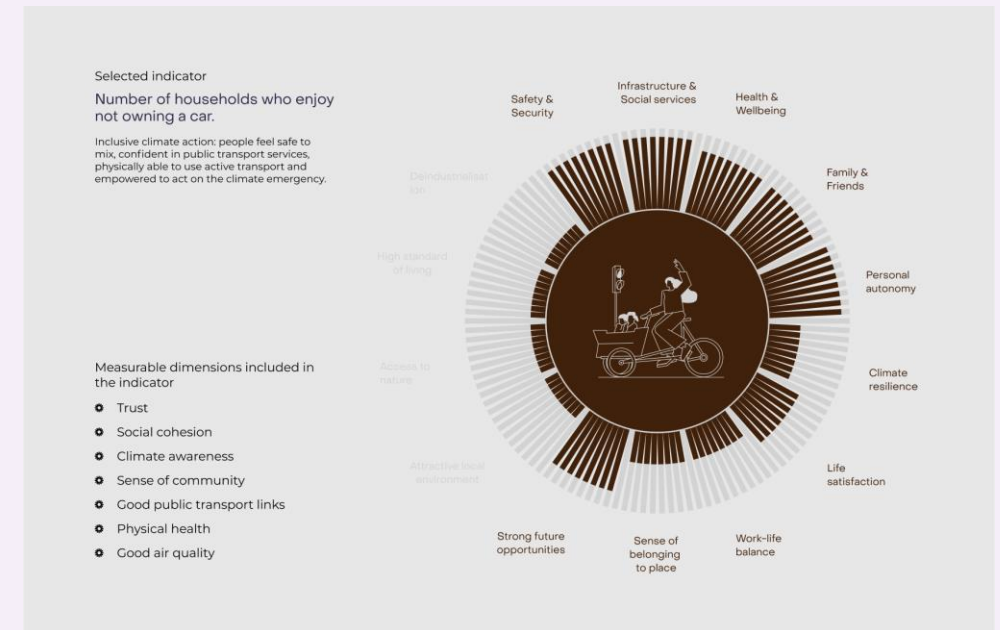 Selected indicator
Number of households who enjoy
not owning a car.
Inclusive climate action: people feel safe to
mix, confident in public transport services,
physically able to use active transport and
empowered to act on the climate emergency.
Measurable dimensions included in
the indicator
Trust
Social cohesion
Climate awareness
Sense of community
Good public transport links
Physical health
Good air quality
Safety &
Security
Infrastructure &
Social services
Health &
Wellbeing
Family &
Friends
Personal
autonomy
Climate
resilience
Life
satisfaction
Work-life
balance
Sense of
belonging
to place
Strong future
opportunities
Attractive local
environment
Access to
nature
High standard
of living
Deindustrialisat
ion